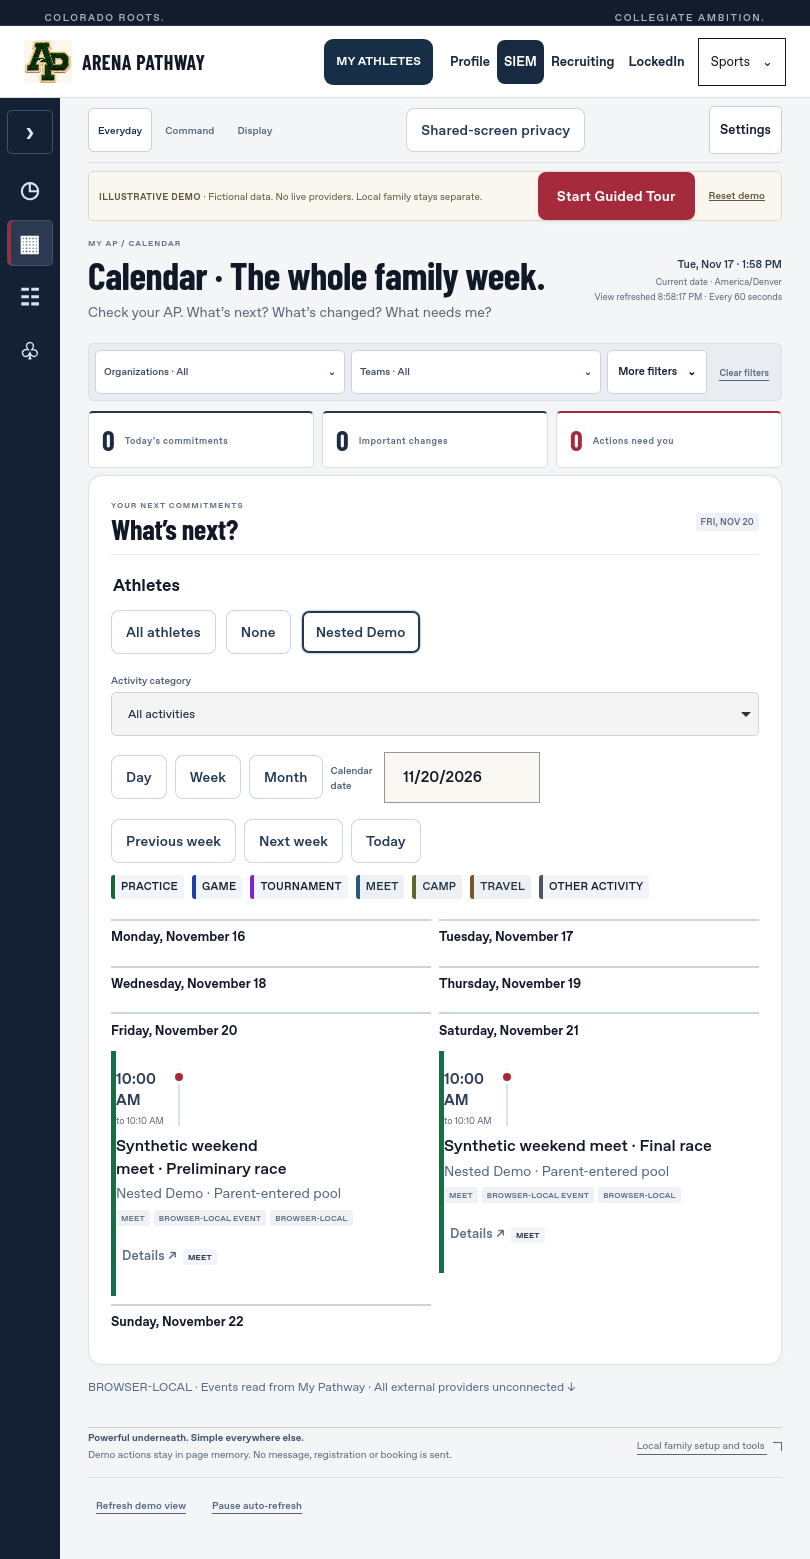 COLORADO ROOTS.
COLLEGIATE AMBITION.
AP
ARENA PATHWAY
MY ATHLETES
Profile
SIEM
Recruiting
LockedIn
Sports
Everyday
Command
Display
Shared-screen privacy
Settings
ILLUSTRATIVE DEMO · Fictional data. No live providers. Local family stays separate.
Start Guided Tour
Reset demo
MY AP / CALENDAR
Calendar · The whole family week.
Check your AP. What’s next? What’s changed? What needs me?
Tue, Nov 17 · 1:58 PM
Current date · America/Denver
View refreshed 8:58:17 PM · Every 60 seconds
Organizations · All
Teams · All
More filters
Clear filters
0 Today’s commitments
0 Important changes
0 Actions need you
YOUR NEXT COMMITMENTS
What’s next?
FRI, NOV 20
Athletes
All athletes
None
Nested Demo
Activity category
All activities
Day
Week
Month
Calendar
date
11/20/2026
Previous week
Next week
Today
PRACTICE
GAME
TOURNAMENT
MEET
CAMP
TRAVEL
OTHER ACTIVITY
Monday, November 16
Tuesday, November 17
Wednesday, November 18
Thursday, November 19
Friday, November 20
10:00
AM
to 10:10 AM
Synthetic weekend
meet · Preliminary race
Nested Demo · Parent-entered pool
MEET
BROWSER-LOCAL EVENT
BROWSER-LOCAL
Details ↗
MEET
Saturday, November 21
10:00
AM
to 10:10 AM
Synthetic weekend meet · Final race
Nested Demo · Parent-entered pool
MEET
BROWSER-LOCAL EVENT
BROWSER-LOCAL
Details ↗
MEET
Sunday, November 22
BROWSER-LOCAL · Events read from My Pathway · All external providers unconnected ↓
Powerful underneath. Simple everywhere else.
Demo actions stay in page memory. No message, registration or booking is sent.
Local family setup and tools
Refresh demo view
Pause auto-refresh